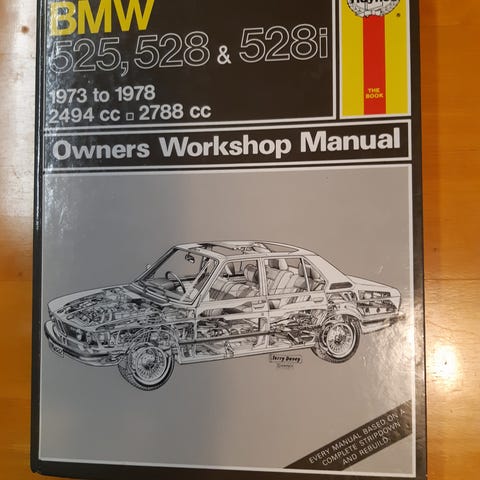 BMW
525, 528 & 528i
1973 to 1978
2494 cc □ 2788 cc
THE
BOOK
Owners Workshop Manual
Terry Davey
EVERY MANUAL BASED ON A
COMPLETE STRIPDOWN
AND REBUILD.